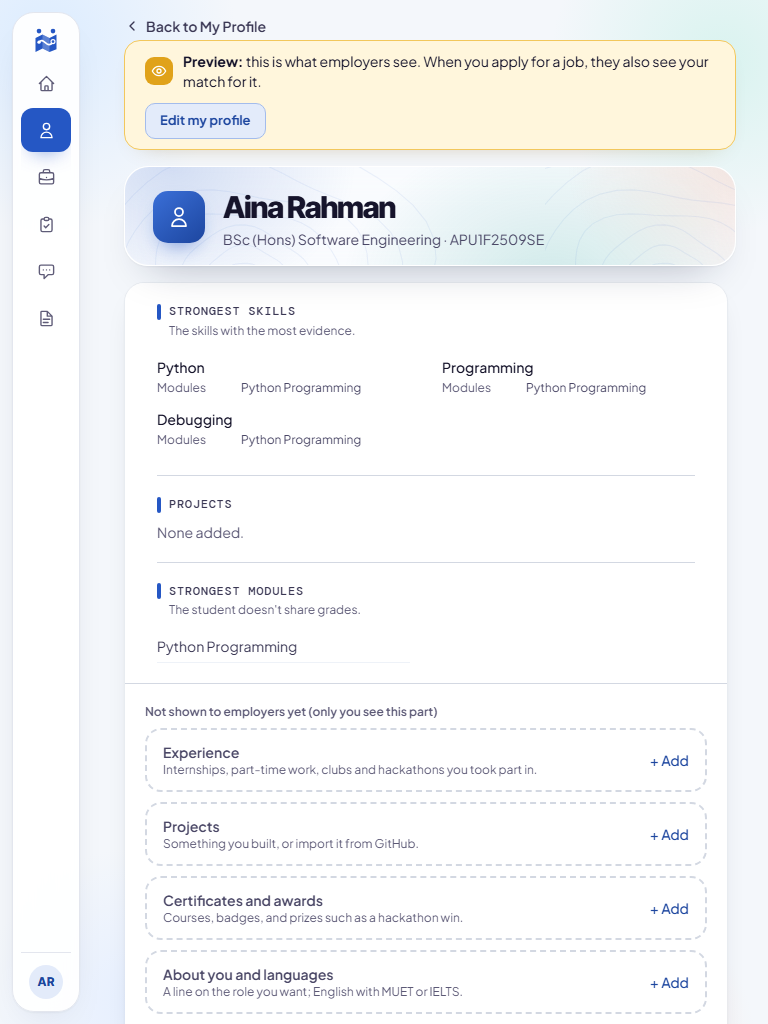 Back to My Profile
Preview: this is what employers see. When you apply for a job, they also see your
match for it.
Edit my profile
Aina Rahman
BSc (Hons) Software Engineering · APU1F2509SE
STRONGEST SKILLS
The skills with the most evidence.
Python
Modules Python Programming
Programming
Modules Python Programming
Debugging
Modules Python Programming
PROJECTS
None added.
STRONGEST MODULES
The student doesn't share grades.
Python Programming
Not shown to employers yet (only you see this part)
Experience
Internships, part-time work, clubs and hackathons you took part in.
+ Add
Projects
Something you built, or import it from GitHub.
+ Add
Certificates and awards
Courses, badges, and prizes such as a hackathon win.
+ Add
About you and languages
A line on the role you want; English with MUET or IELTS.
+ Add
AR